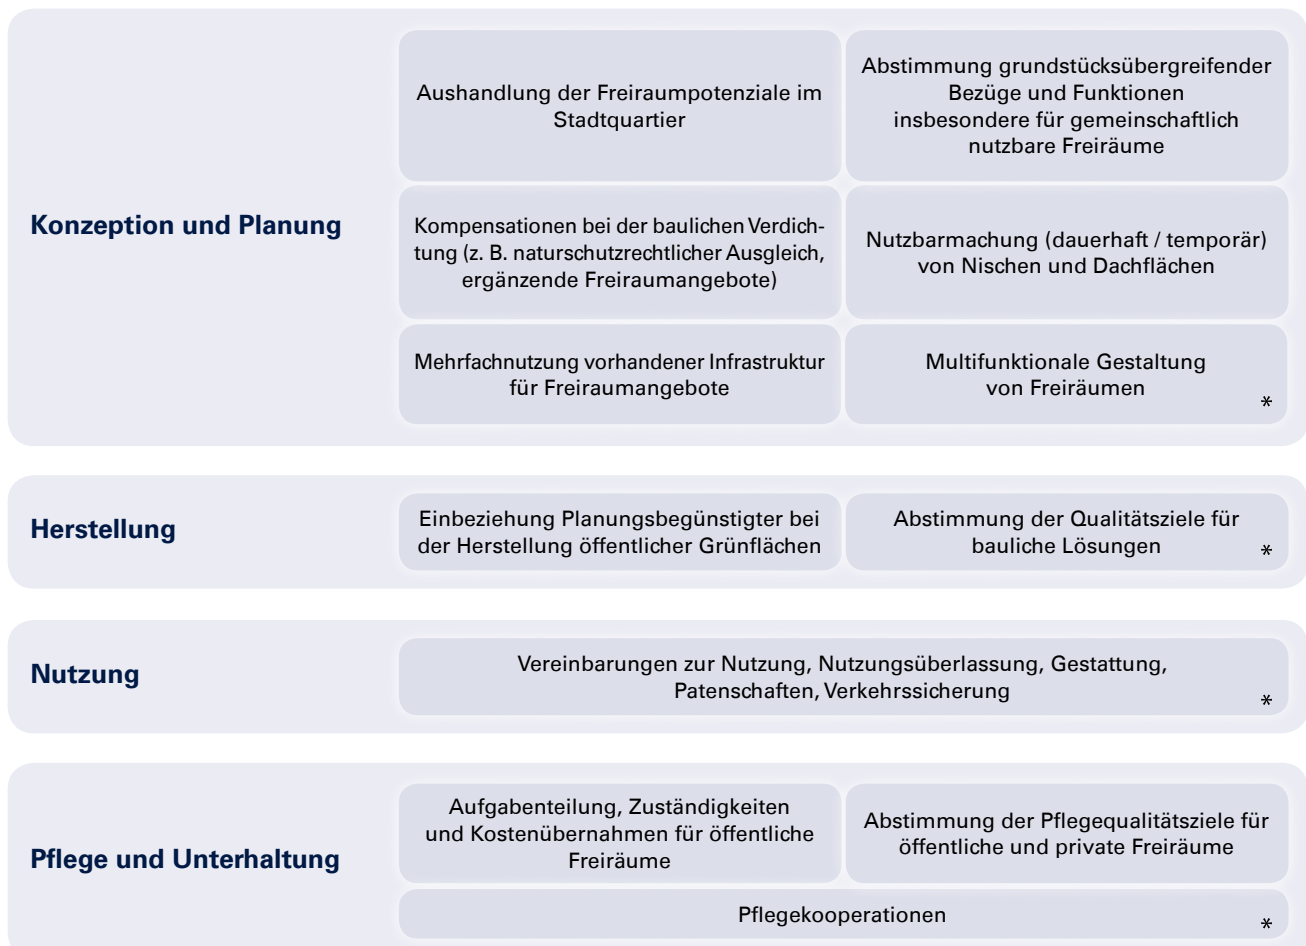 Konzeption und Planung
Aushandlung der Freiraumpotenziale im
Stadtquartier
Abstimmung grundstücksübergreifender
Bezüge und Funktionen
insbesondere für gemeinschaftlich
nutzbare Freiräume
Kompensationen bei der baulichen Verdich-
tung (z. B. naturschutzrechtlicher Ausgleich,
ergänzende Freiraumangebote)
Nutzbarmachung (dauerhaft / temporär)
von Nischen und Dachflächen
Mehrfachnutzung vorhandener Infrastruktur
für Freiraumangebote
Multifunktionale Gestaltung
von Freiräumen
*
Herstellung
Einbeziehung Planungsbegünstigter bei
der Herstellung öffentlicher Grünflächen
Abstimmung der Qualitätsziele für
bauliche Lösungen
*
Nutzung
Vereinbarungen zur Nutzung, Nutzungsüberlassung, Gestattung,
Patenschaften, Verkehrssicherung
*
Pflege und Unterhaltung
Aufgabenteilung, Zuständigkeiten
und Kostenübernahmen für öffentliche
Freiräume
Abstimmung der Pflegequalitätsziele für
öffentliche und private Freiräume
Pflegekooperationen
*